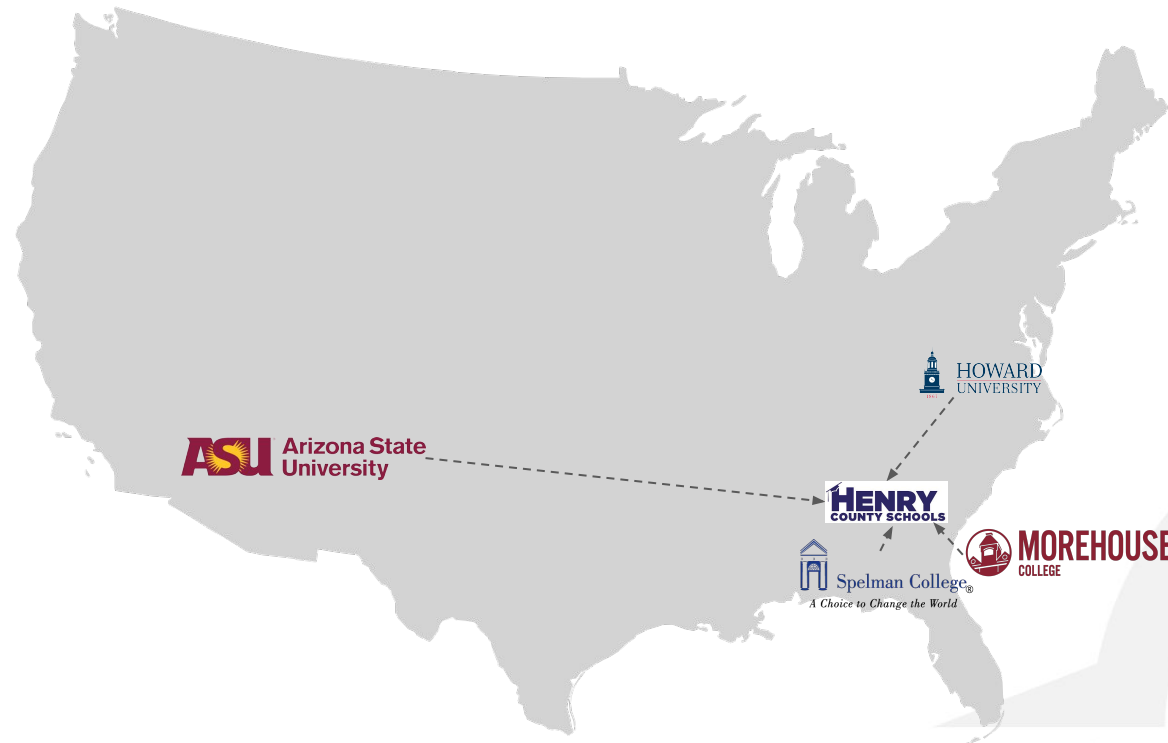 HOWARD
UNIVERSITY
ASU Arizona State
University
HENRY
COUNTY SCHOOLS
MOREHOUSE
COLLEGE
Spelman College®
A Choice to Change the World